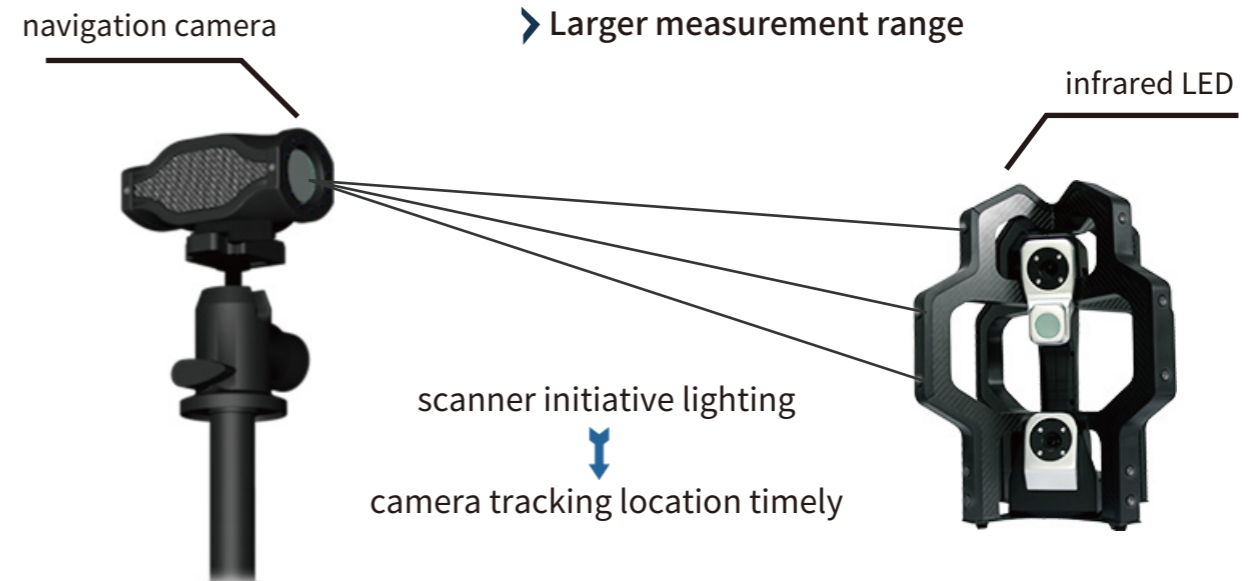 navigation camera
Larger measurement range
infrared LED
scanner initiative lighting
camera tracking location timely